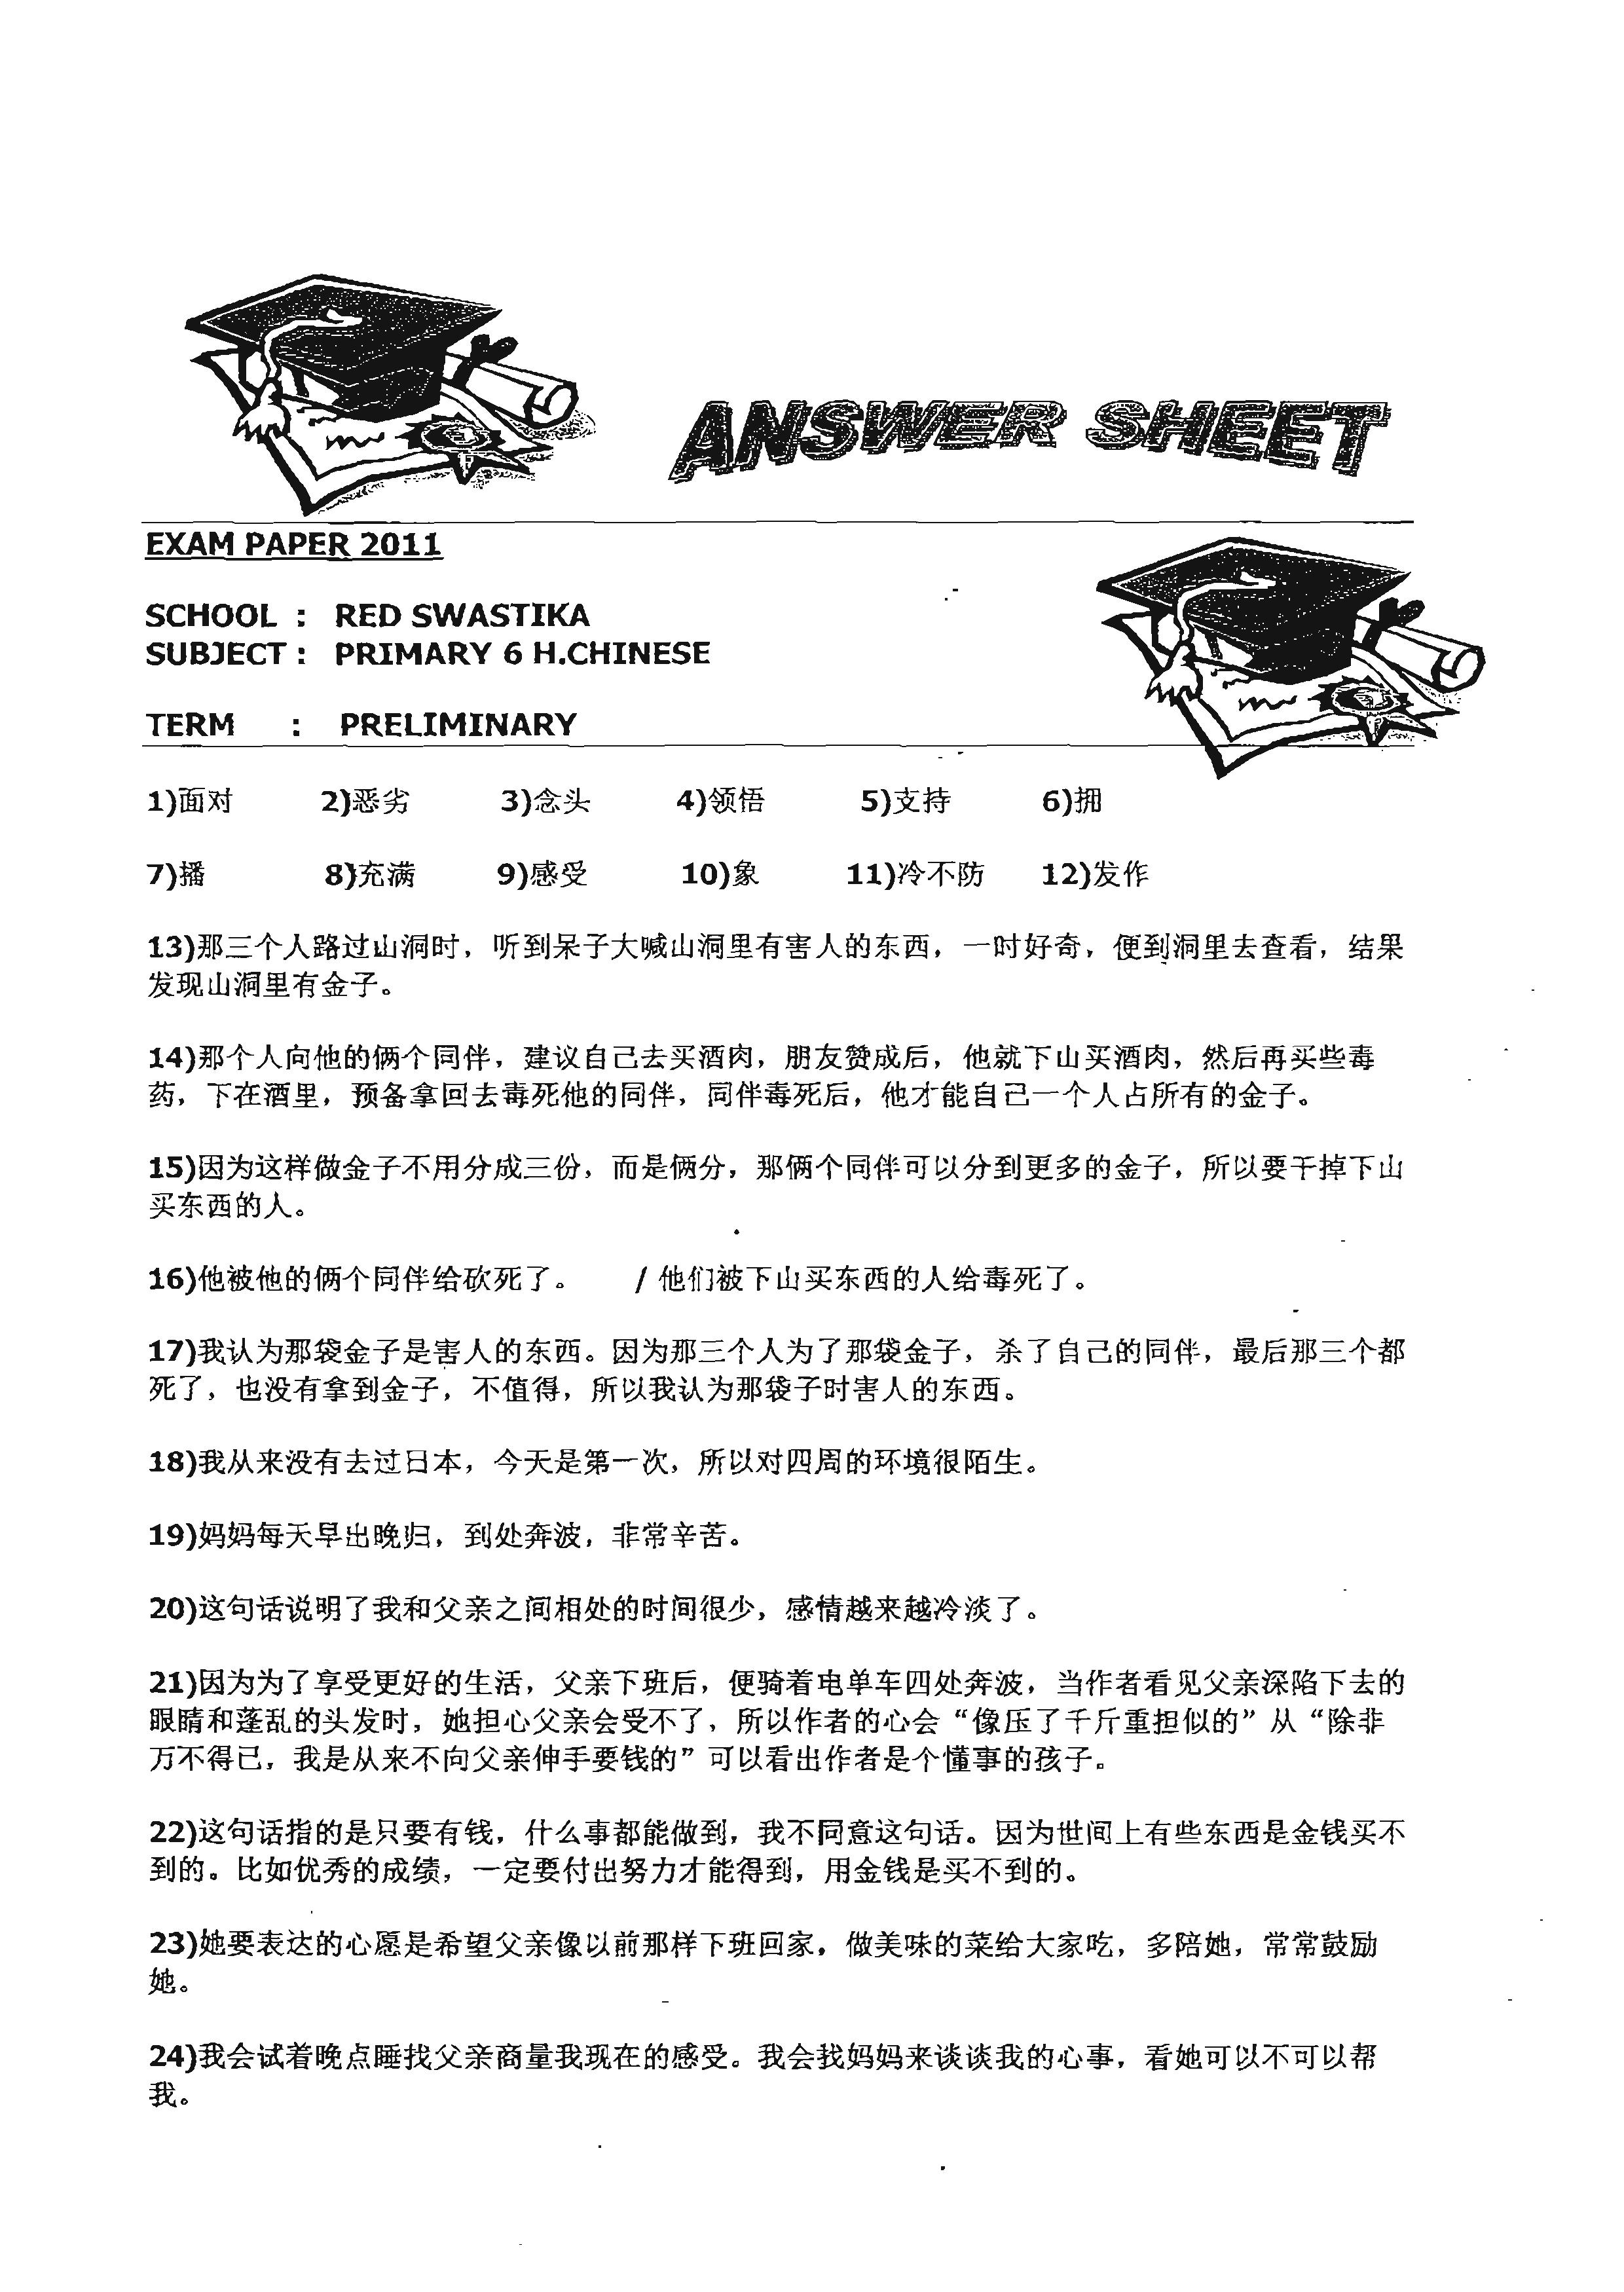 ANSWER SHEET
EXAM PAPER 2011
SCHOOL : RED SWASTIKA
SUBJECT : PRIMARY 6 H.CHINESE
TERM : PRELIMINARY
1)面对 2)恶劣 3)念头 4)领悟 5)支持 6)拥
7)播 8)充满 9)感受 10)象 11)冷不防 12)发作
13)那三个人路过山洞时，听到呆子大喊山洞里有害人的东西，一时好奇，便到洞里去查看，结果
发现山洞里有金子。
14)那个人向他的俩个同伴，建议自己去买酒肉，朋友赞成后，他就下山买酒肉，然后再买些毒
药，下在酒里，预备拿回去毒死他的同伴，同伴毒死后，他才能自己一个人占所有的金子。
15)因为这样做金子不用分成三份，而是俩分，那俩个同伴可以分到更多的金子，所以要干掉下山
买东西的人。
16)他被他的俩个同伴给砍死了。 / 他们被下山买东西的人给毒死了。
17)我认为那袋金子是害人的东西。因为那三个人为了那袋金子，杀了自己的同伴，最后那三个都
死了，也没有拿到金子，不值得，所以我认为那袋子时害人的东西。
18)我从来没有去过日本，今天是第一次，所以对四周的环境很陌生。
19)妈妈每天早出晚归，到处奔波，非常辛苦。
20)这句话说明了我和父亲之间相处的时间很少，感情越来越冷淡了。
21)因为为了享受更好的生活，父亲下班后，便骑着电单车四处奔波，当作者看见父亲深陷下去的
眼睛和蓬乱的头发时，她担心父亲会受不了，所以作者的心会“像压了千斤重担似的”从“除非
万不得已，我是从来不向父亲伸手要钱的”可以看出作者是个懂事的孩子。
22)这句话指的是只要有钱，什么事都能做到，我不同意这句话。因为世间上有些东西是金钱买不
到的。比如优秀的成绩，一定要付出努力才能得到，用金钱是买不到的。
23)她要表达的心愿是希望父亲像以前那样下班回家，做美味的菜给大家吃，多陪她，常常鼓励
她。
24)我会试着晚点睡找父亲商量我现在的感受。我会找妈妈来谈谈我的心事，看她可以不可以帮
我。